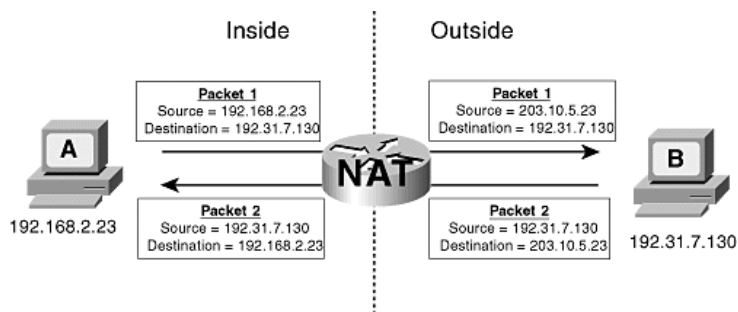 Inside
Outside
Packet 1
Source = 192.168.2.23
Destination = 192.31.7.130
Packet 1
Source = 203.10.5.23
Destination = 192.31.7.130
A
NAT
B
192.168.2.23
Packet 2
Source = 192.31.7.130
Destination = 192.168.2.23
Packet 2
Source = 192.31.7.130
Destination = 203.10.5.23
192.31.7.130